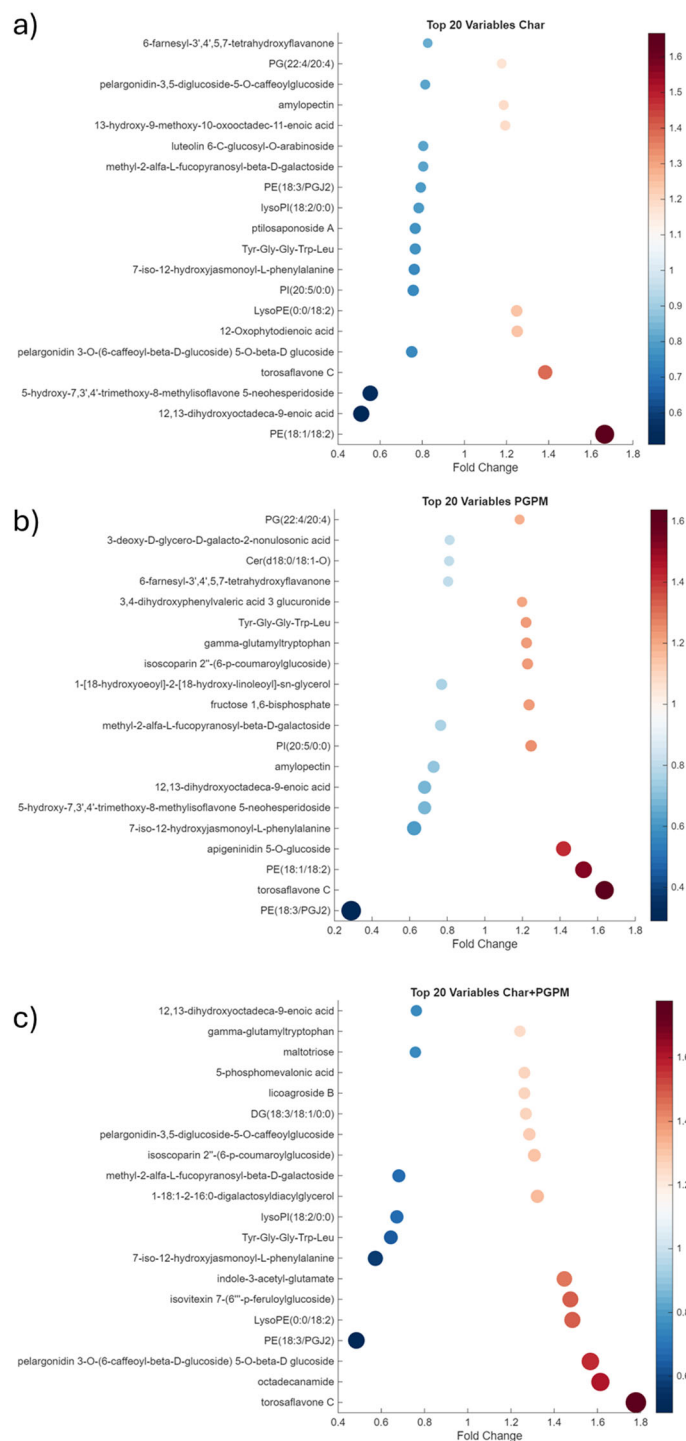 a)
Top 20 Variables Char
6-farnesyl-3',4',5,7-tetrahydroxyflavanone
PG(22:4/20:4)
pelargonidin-3,5-diglucoside-5-O-caffeoylglucoside
amylopectin
13-hydroxy-9-methoxy-10-oxooctadec-11-enoic acid
luteolin 6-C-glucosyl-O-arabinoside
methyl-2-alfa-L-fucopyranosyl-beta-D-galactoside
PE(18:3/PGJ2)
lysoPI(18:2/0:0)
ptilosaponoside A
Tyr-Gly-Gly-Trp-Leu
7-iso-12-hydroxyjasmonoyl-L-phenylalanine
PI(20:5/0:0)
LysoPE(0:0/18:2)
12-Oxophytodienoic acid
pelargonidin 3-O-(6-caffeoyl-beta-D-glucoside) 5-O-beta-D glucoside
torosaflavone C
5-hydroxy-7,3',4'-trimethoxy-8-methylisoflavone 5-neohesperidoside
12,13-dihydroxyoctadeca-9-enoic acid
PE(18:1/18:2)
0.4 0.6 0.8 1 1.2 1.4 1.6 1.8
Fold Change
1.6
1.5
1.4
1.3
1.2
1.1
1
0.9
0.8
0.7
0.6
b)
Top 20 Variables PGPM
PG(22:4/20:4)
3-deoxy-D-glycero-D-galacto-2-nonulosonic acid
Cer(d18:0/18:1-O)
6-farnesyl-3',4',5,7-tetrahydroxyflavanone
3,4-dihydroxyphenylvaleric acid 3 glucuronide
Tyr-Gly-Gly-Trp-Leu
gamma-glutamyltryptophan
isoscoparin 2''-(6-p-coumaroylglucoside)
1-[18-hydroxyoeoyl]-2-[18-hydroxy-linoleoyl]-sn-glycerol
fructose 1,6-bisphosphate
methyl-2-alfa-L-fucopyranosyl-beta-D-galactoside
PI(20:5/0:0)
amylopectin
12,13-dihydroxyoctadeca-9-enoic acid
5-hydroxy-7,3',4'-trimethoxy-8-methylisoflavone 5-neohesperidoside
7-iso-12-hydroxyjasmonoyl-L-phenylalanine
apigeninidin 5-O-glucoside
PE(18:1/18:2)
torosaflavone C
PE(18:3/PGJ2)
0.2 0.4 0.6 0.8 1 1.2 1.4 1.6 1.8
Fold Change
1.6
1.4
1.2
1
0.8
0.6
0.4
c)
Top 20 Variables Char+PGPM
12,13-dihydroxyoctadeca-9-enoic acid
gamma-glutamyltryptophan
maltotriose
5-phosphomevalonic acid
licoagroside B
DG(18:3/18:1/0:0)
pelargonidin-3,5-diglucoside-5-O-caffeoylglucoside
isoscoparin 2''-(6-p-coumaroylglucoside)
methyl-2-alfa-L-fucopyranosyl-beta-D-galactoside
1-18:1-2-16:0-digalactosyldiacylglycerol
lysoPI(18:2/0:0)
Tyr-Gly-Gly-Trp-Leu
7-iso-12-hydroxyjasmonoyl-L-phenylalanine
indole-3-acetyl-glutamate
isovitexin 7-(6'''-p-feruloylglucoside)
LysoPE(0:0/18:2)
PE(18:3/PGJ2)
pelargonidin 3-O-(6-caffeoyl-beta-D-glucoside) 5-O-beta-D glucoside
octadecanamide
torosaflavone C
0.4 0.6 0.8 1 1.2 1.4 1.6 1.8
Fold Change
1.6
1.4
1.2
1
0.8
0.6